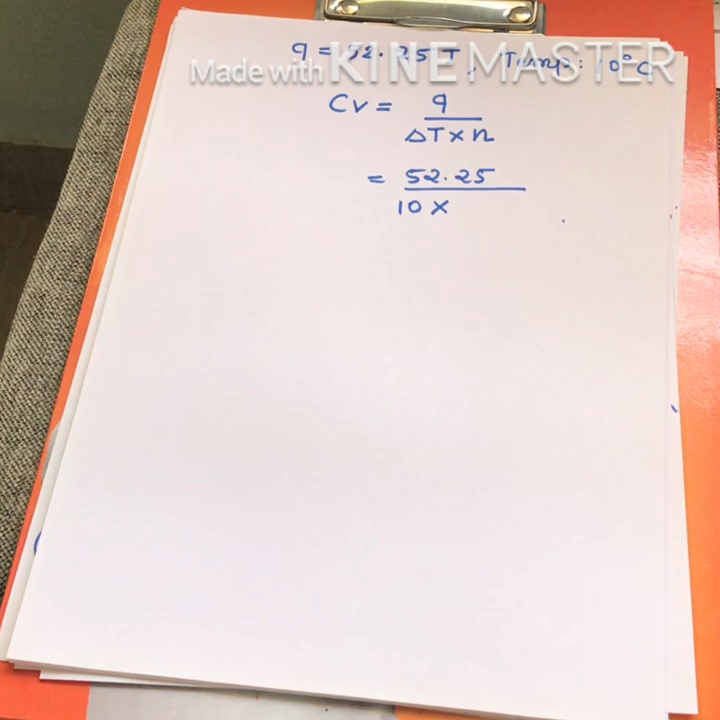 q = 52.25 J, Temp: 10°C
Made with KINEMASTER
Cv = q
ΔT × n
= 52.25
10 ×